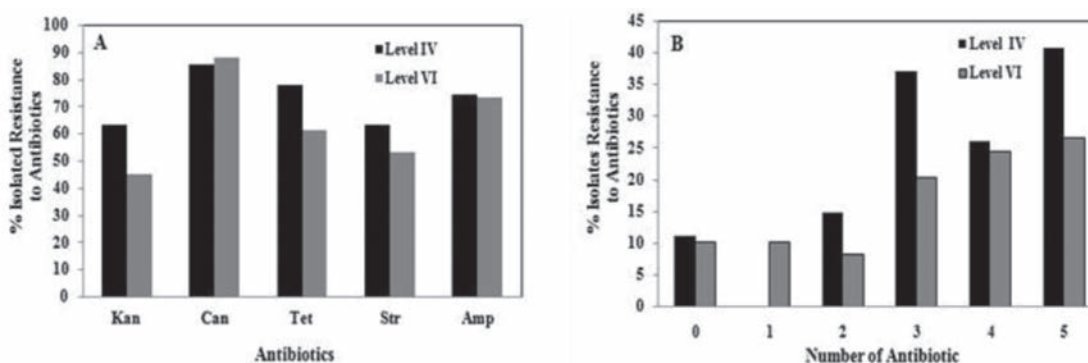 A
Level IV
Level VI
% Isolated Resistance
to Antibiotics
100
90
80
70
60
50
40
30
20
10
0
Kan Can Tet Str Amp
Antibiotics
B
Level IV
Level VI
% Isolates Resistance
to Antibiotics
45
40
35
30
25
20
15
10
5
0
0 1 2 3 4 5
Number of Antibiotic